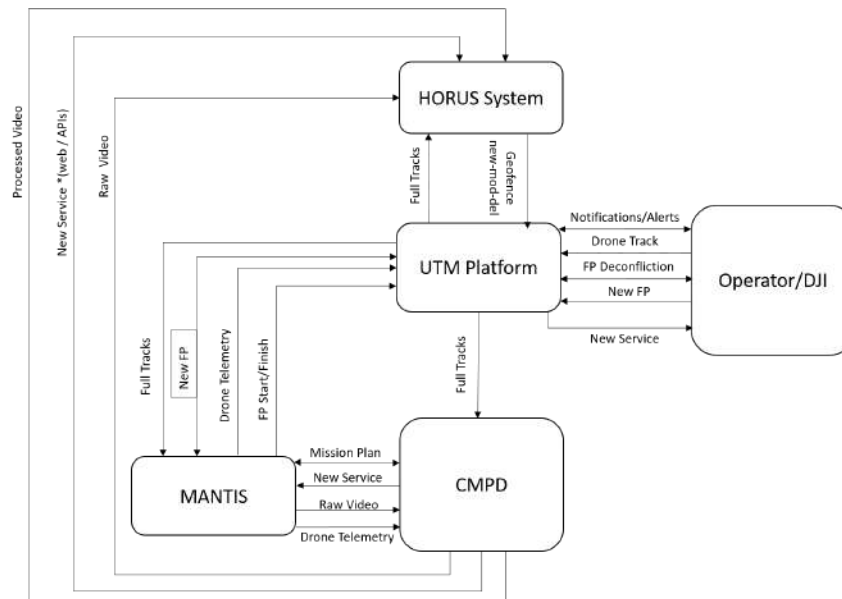 HORUS System
Processed Video
New Service *(web / APIs)
Raw Video
Full Tracks
Geofence
new-mod-del
UTM Platform
Notifications/Alerts
Drone Track
FP Deconfliction
New FP
New Service
Operator/DJI
Full Tracks
New FP
Drone Telemetry
FP Start/Finish
Full Tracks
MANTIS
Mission Plan
New Service
Raw Video
Drone Telemetry
CMPD